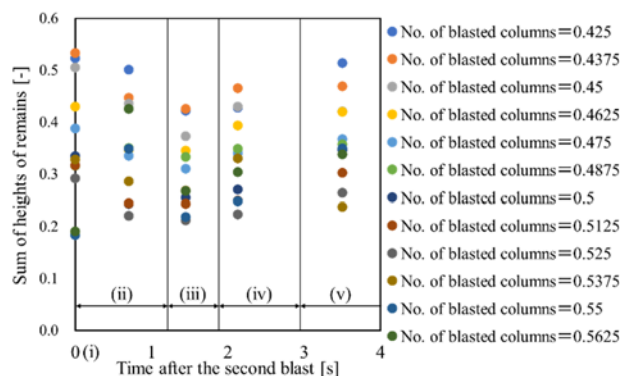 Sum of heights of remains [-]
0.6
0.5
0.4
0.3
0.2
0.1
0.0
(ii)
(iii)
(iv)
(v)
0 (i)
1
2
3
4
Time after the second blast [s]
No. of blasted columns=0.425
No. of blasted columns=0.4375
No. of blasted columns=0.45
No. of blasted columns=0.4625
No. of blasted columns=0.475
No. of blasted columns=0.4875
No. of blasted columns=0.5
No. of blasted columns=0.5125
No. of blasted columns=0.525
No. of blasted columns=0.5375
No. of blasted columns=0.55
No. of blasted columns=0.5625